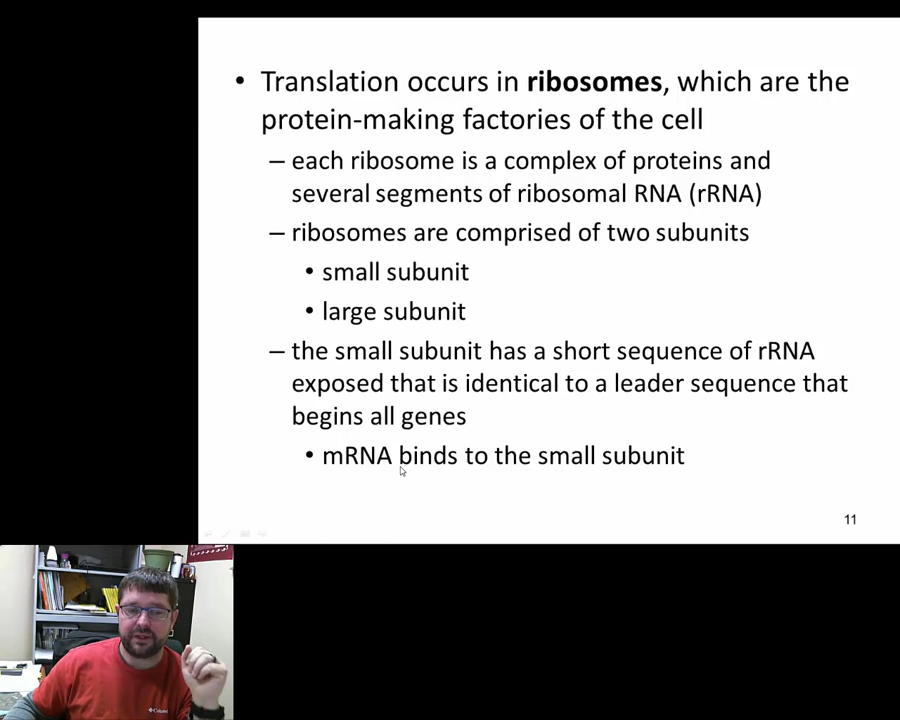 • Translation occurs in ribosomes, which are the
protein-making factories of the cell
– each ribosome is a complex of proteins and
several segments of ribosomal RNA (rRNA)
– ribosomes are comprised of two subunits
• small subunit
• large subunit
– the small subunit has a short sequence of rRNA
exposed that is identical to a leader sequence that
begins all genes
• mRNA binds to the small subunit
11
Columbia